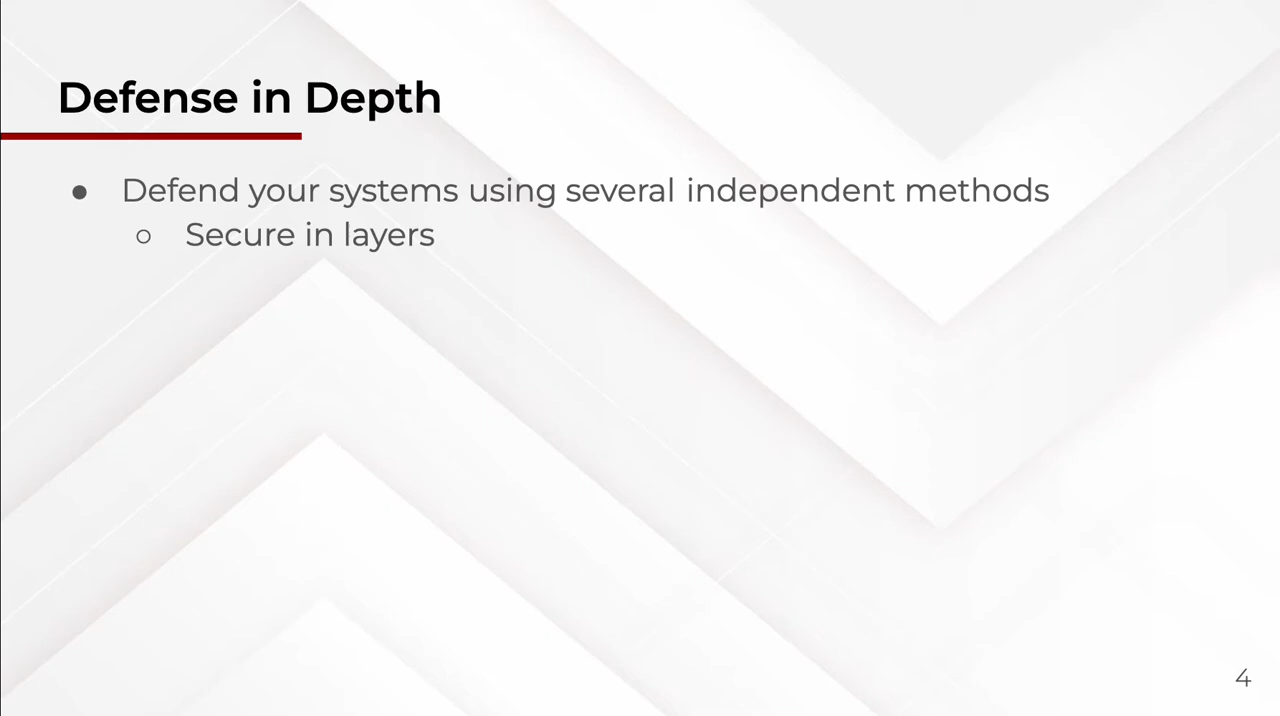 Defense in Depth
● Defend your systems using several independent methods
○ Secure in layers
4